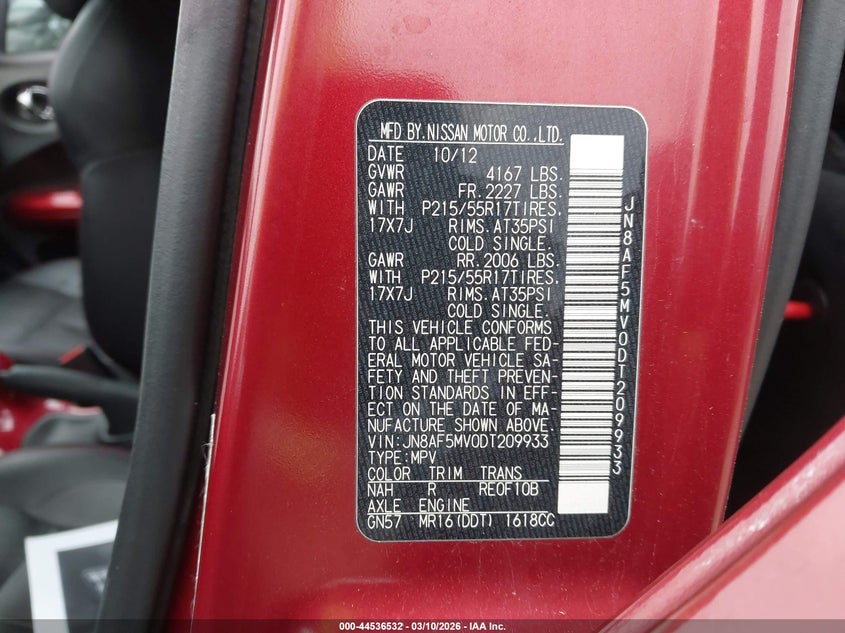 MFD BY.NISSAN MOTOR CO.,LTD.
DATE 10/12
GVWR 4167 LBS.
GAWR FR.2227 LBS.
WITH P215/55R17TIRES.
17X7J RIMS.AT35PSI
COLD SINGLE.
GAWR RR.2006 LBS.
WITH P215/55R17TIRES.
17X7J RIMS.AT35PSI
COLD SINGLE.
THIS VEHICLE CONFORMS
TO ALL APPLICABLE FED-
ERAL MOTOR VEHICLE SA-
FETY AND THEFT PREVEN-
TION STANDARDS IN EFF-
ECT ON THE DATE OF MA-
NUFACTURE SHOWN ABOVE.
VIN:JN8AF5MV0DT209933
TYPE:MPV
COLOR TRIM TRANS
NAH R RE0F10B
AXLE ENGINE
GN57 MR16(DDT) 1618CC
JN8AF5MV0DT209933
000-44536532 — 03/10/2026 — IAA Inc.